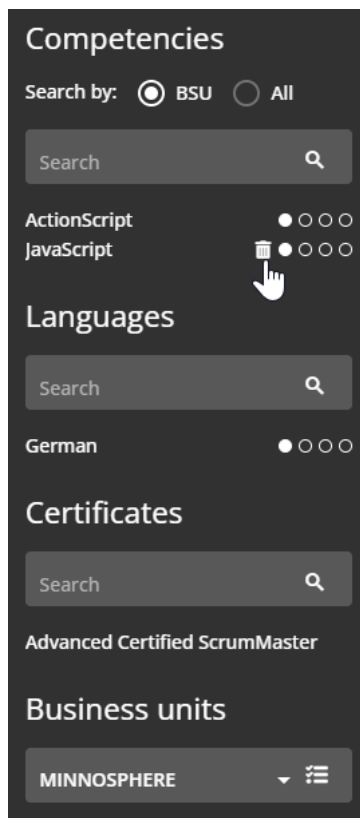 Competencies
Search by: BSU All
Search
ActionScript
JavaScript
Languages
Search
German
Certificates
Search
Advanced Certified ScrumMaster
Business units
MINNOSPHERE